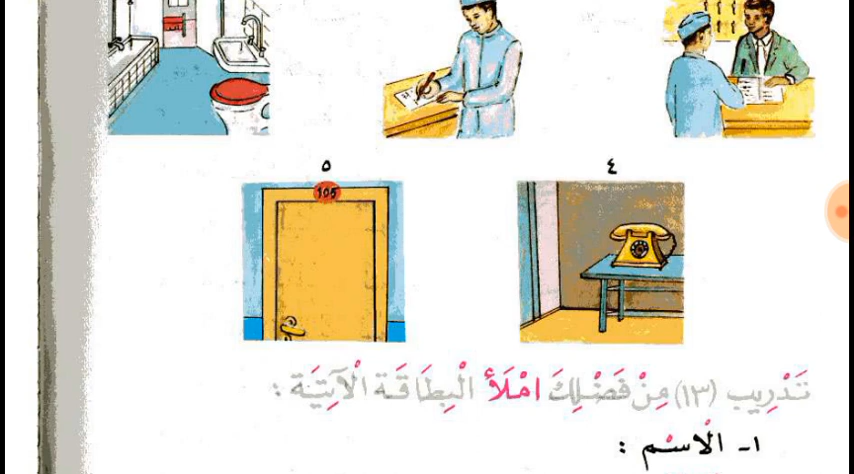 ٤ ٥
105
تَدْرِيب (١٣) مِنْ فَضْلِكَ امْلَأْ الْبِطَاقَة الْآتِيَة :
١- الْاسْم :